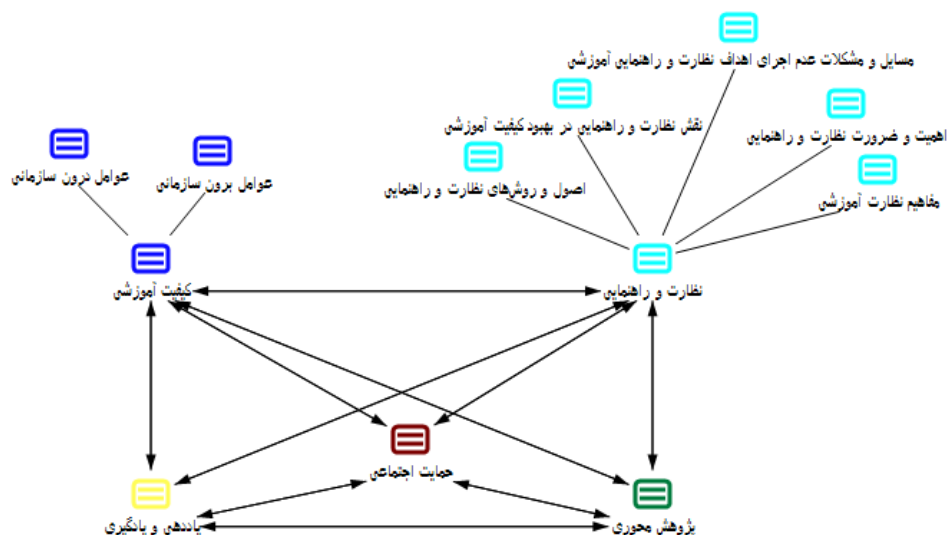 مسایل و مشکلات عدم اجرای اهداف نظارت و راهنمایی آموزشی
نقش نظارت و راهنمایی در بهبود کیفیت آموزشی
اهمیت و ضرورت نظارت و راهنمایی
عوامل درون سازمانی
عوامل برون سازمانی
اصول و روش‌های نظارت و راهنمایی
مفاهیم نظارت آموزشی
کیفیت آموزشی
نظارت و راهنمایی
حمایت اجتماعی
یاددهی و یادگیری
پژوهش محوری